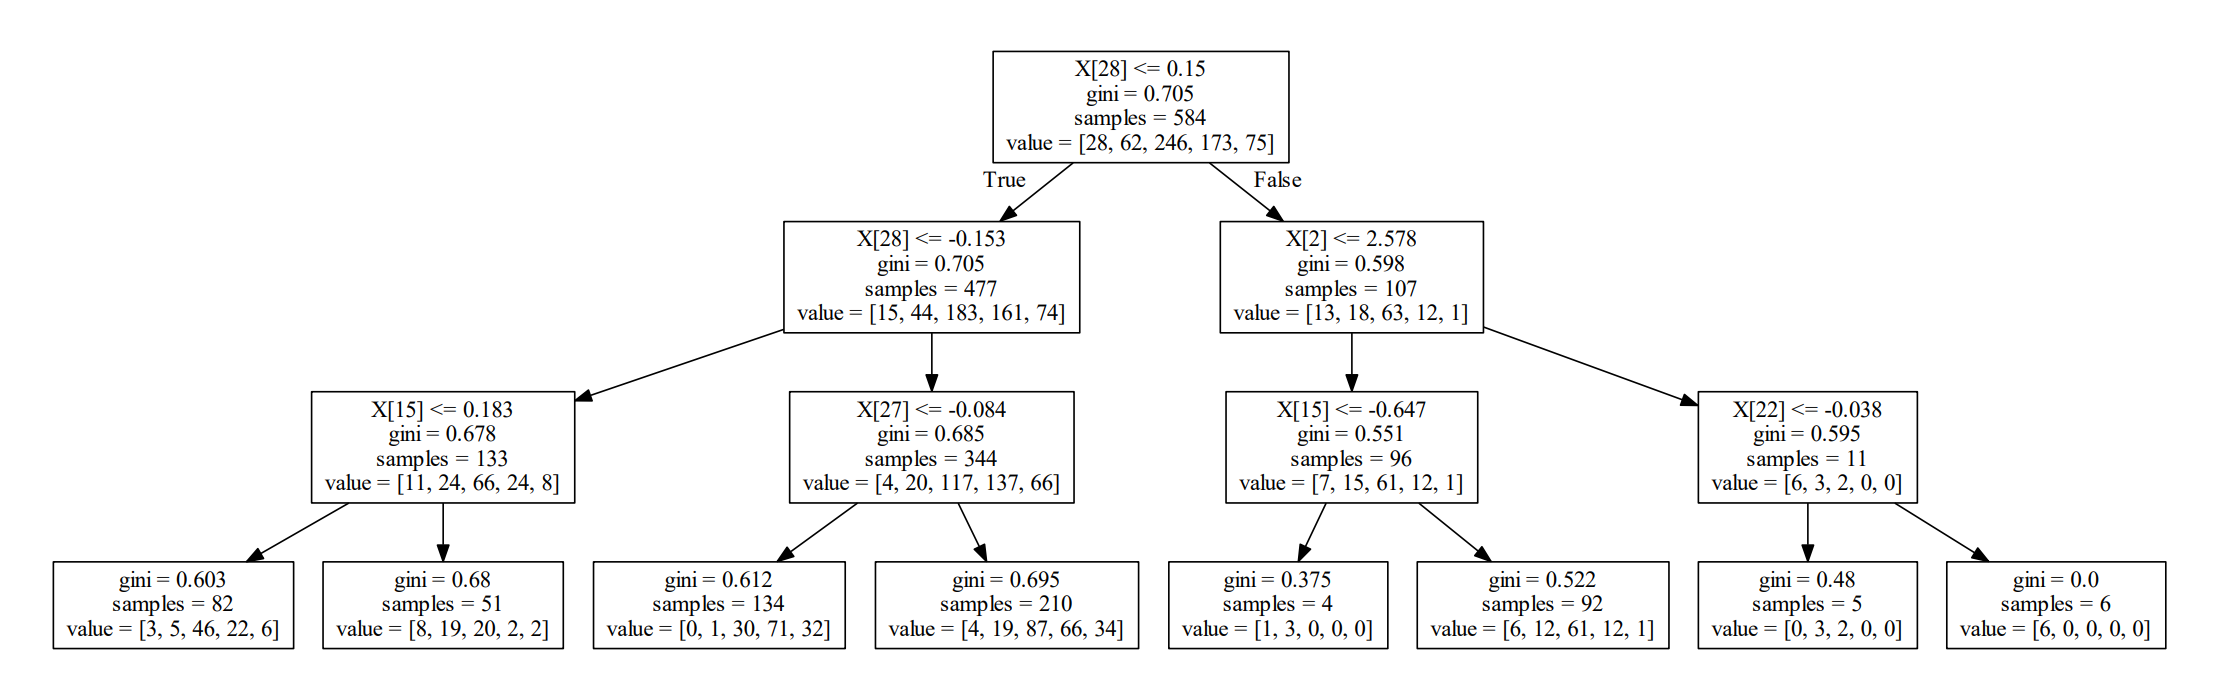 X[28] <= 0.15
gini = 0.705
samples = 584
value = [28, 62, 246, 173, 75]
True
False
X[28] <= -0.153
gini = 0.705
samples = 477
value = [15, 44, 183, 161, 74]
X[2] <= 2.578
gini = 0.598
samples = 107
value = [13, 18, 63, 12, 1]
X[15] <= 0.183
gini = 0.678
samples = 133
value = [11, 24, 66, 24, 8]
X[27] <= -0.084
gini = 0.685
samples = 344
value = [4, 20, 117, 137, 66]
X[15] <= -0.647
gini = 0.551
samples = 96
value = [7, 15, 61, 12, 1]
X[22] <= -0.038
gini = 0.595
samples = 11
value = [6, 3, 2, 0, 0]
gini = 0.603
samples = 82
value = [3, 5, 46, 22, 6]
gini = 0.68
samples = 51
value = [8, 19, 20, 2, 2]
gini = 0.612
samples = 134
value = [0, 1, 30, 71, 32]
gini = 0.695
samples = 210
value = [4, 19, 87, 66, 34]
gini = 0.375
samples = 4
value = [1, 3, 0, 0, 0]
gini = 0.522
samples = 92
value = [6, 12, 61, 12, 1]
gini = 0.48
samples = 5
value = [0, 3, 2, 0, 0]
gini = 0.0
samples = 6
value = [6, 0, 0, 0, 0]